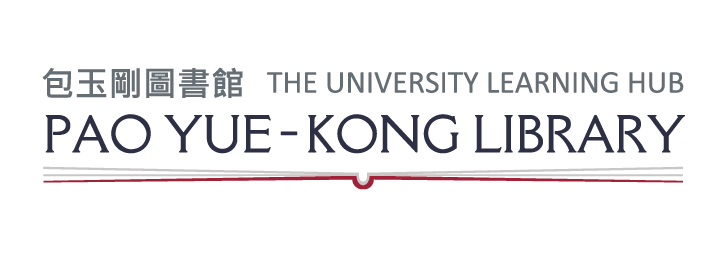 包玉剛圖書館 THE UNIVERSITY LEARNING HUB
PAO YUE-KONG LIBRARY